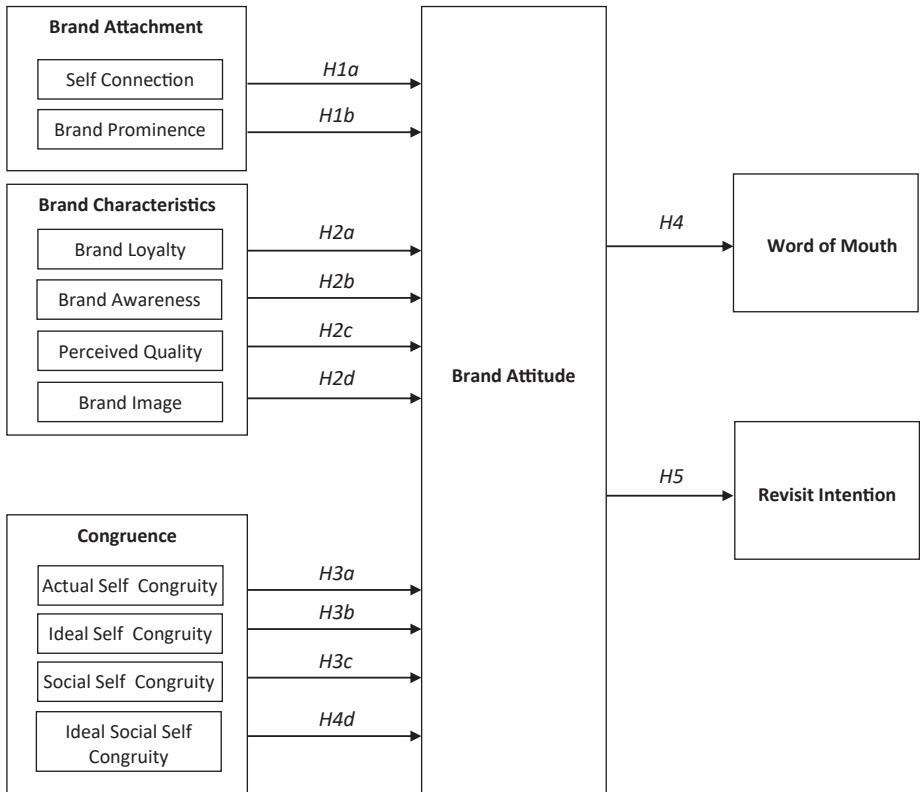 Brand Attachment
Self Connection
Brand Prominence
H1a
H1b
Brand Characteristics
Brand Loyalty
Brand Awareness
Perceived Quality
Brand Image
H2a
H2b
H2c
H2d
Congruence
Actual Self Congruity
Ideal Self Congruity
Social Self Congruity
Ideal Social Self
Congruity
H3a
H3b
H3c
H4d
Brand Attitude
H4
H5
Word of Mouth
Revisit Intention